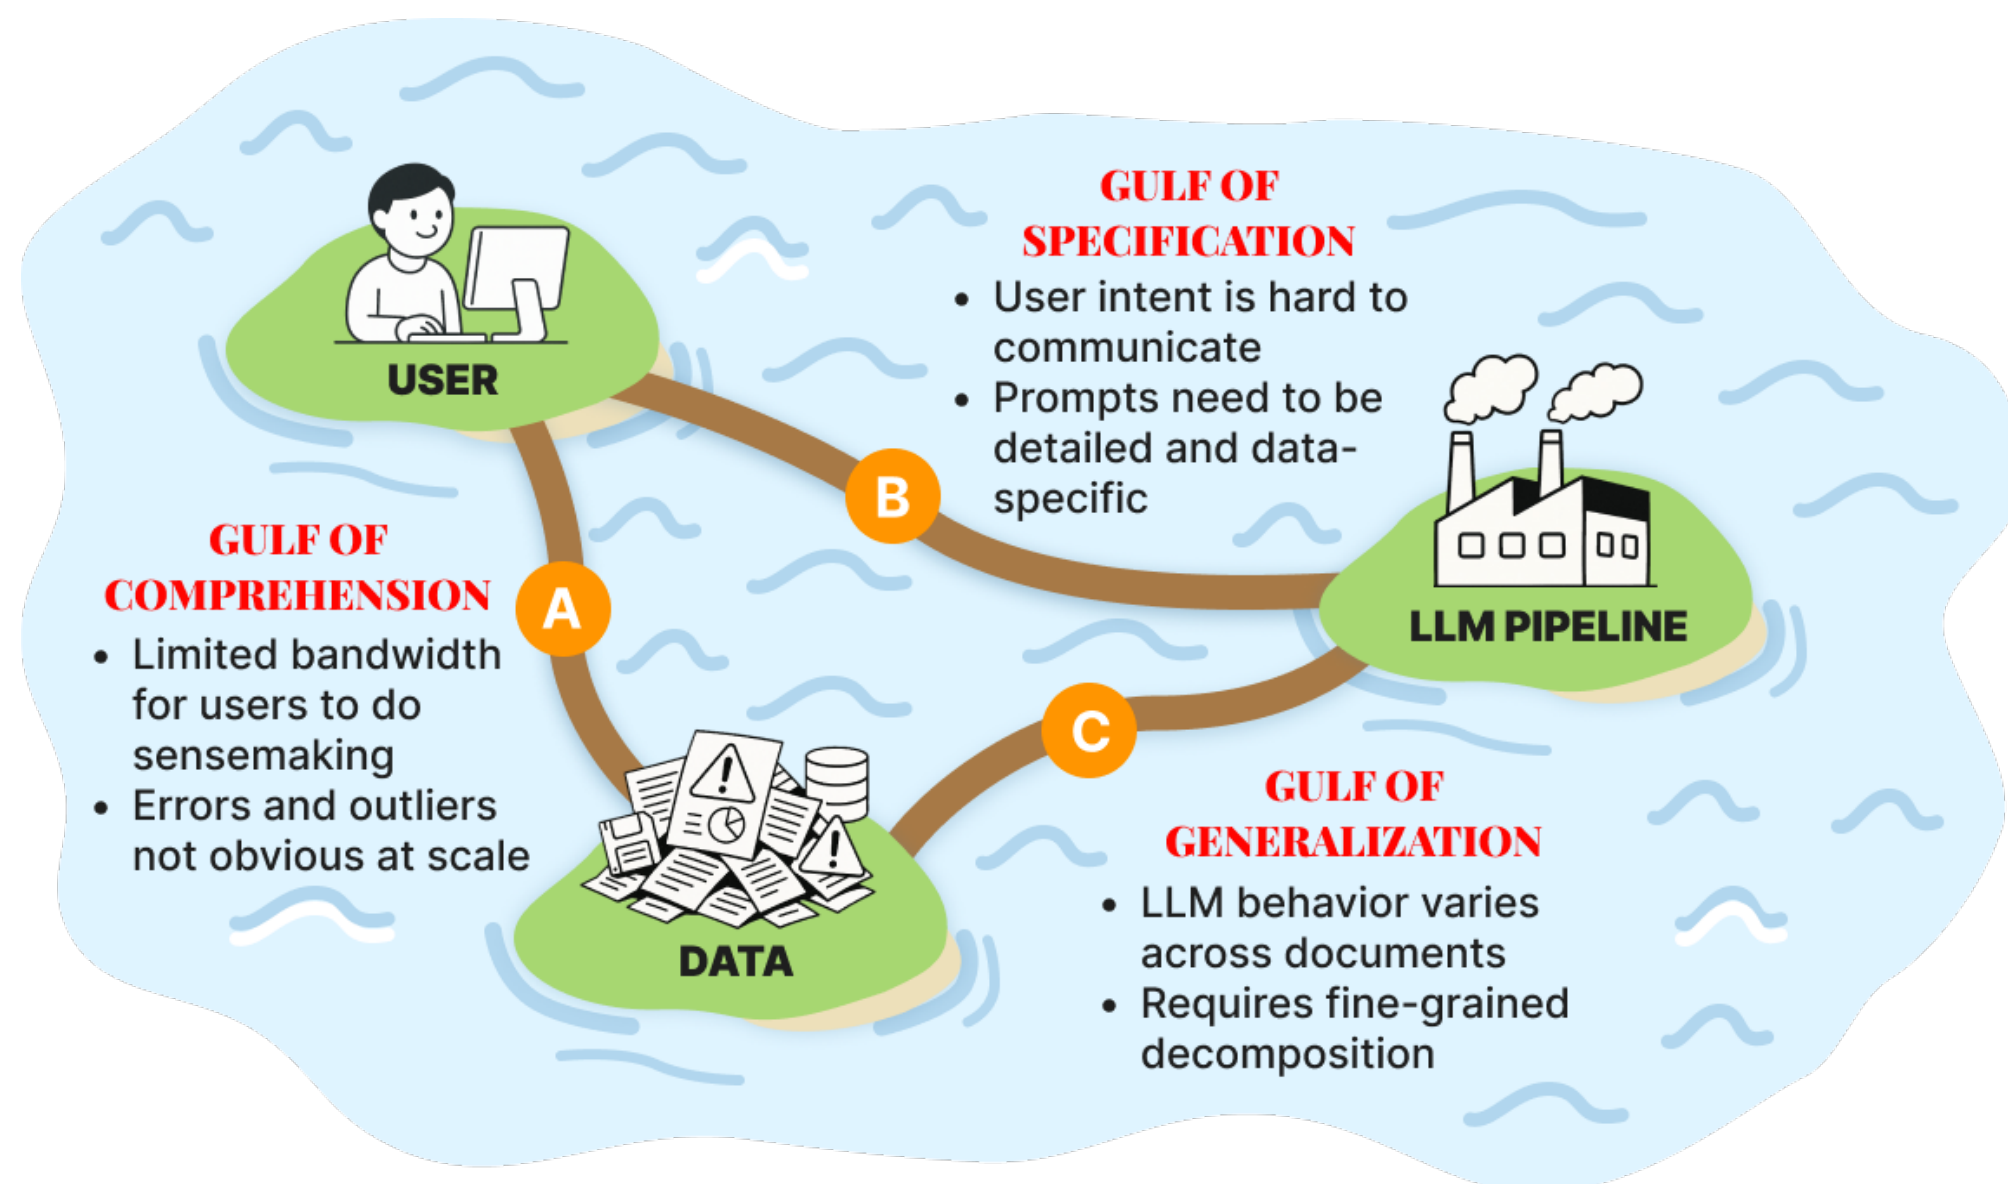 USER
GULF OF
SPECIFICATION
• User intent is hard to
communicate
• Prompts need to be
detailed and data-
specific
B
LLM PIPELINE
GULF OF
COMPREHENSION
• Limited bandwidth
for users to do
sensemaking
• Errors and outliers
not obvious at scale
A
DATA
C
GULF OF
GENERALIZATION
• LLM behavior varies
across documents
• Requires fine-grained
decomposition